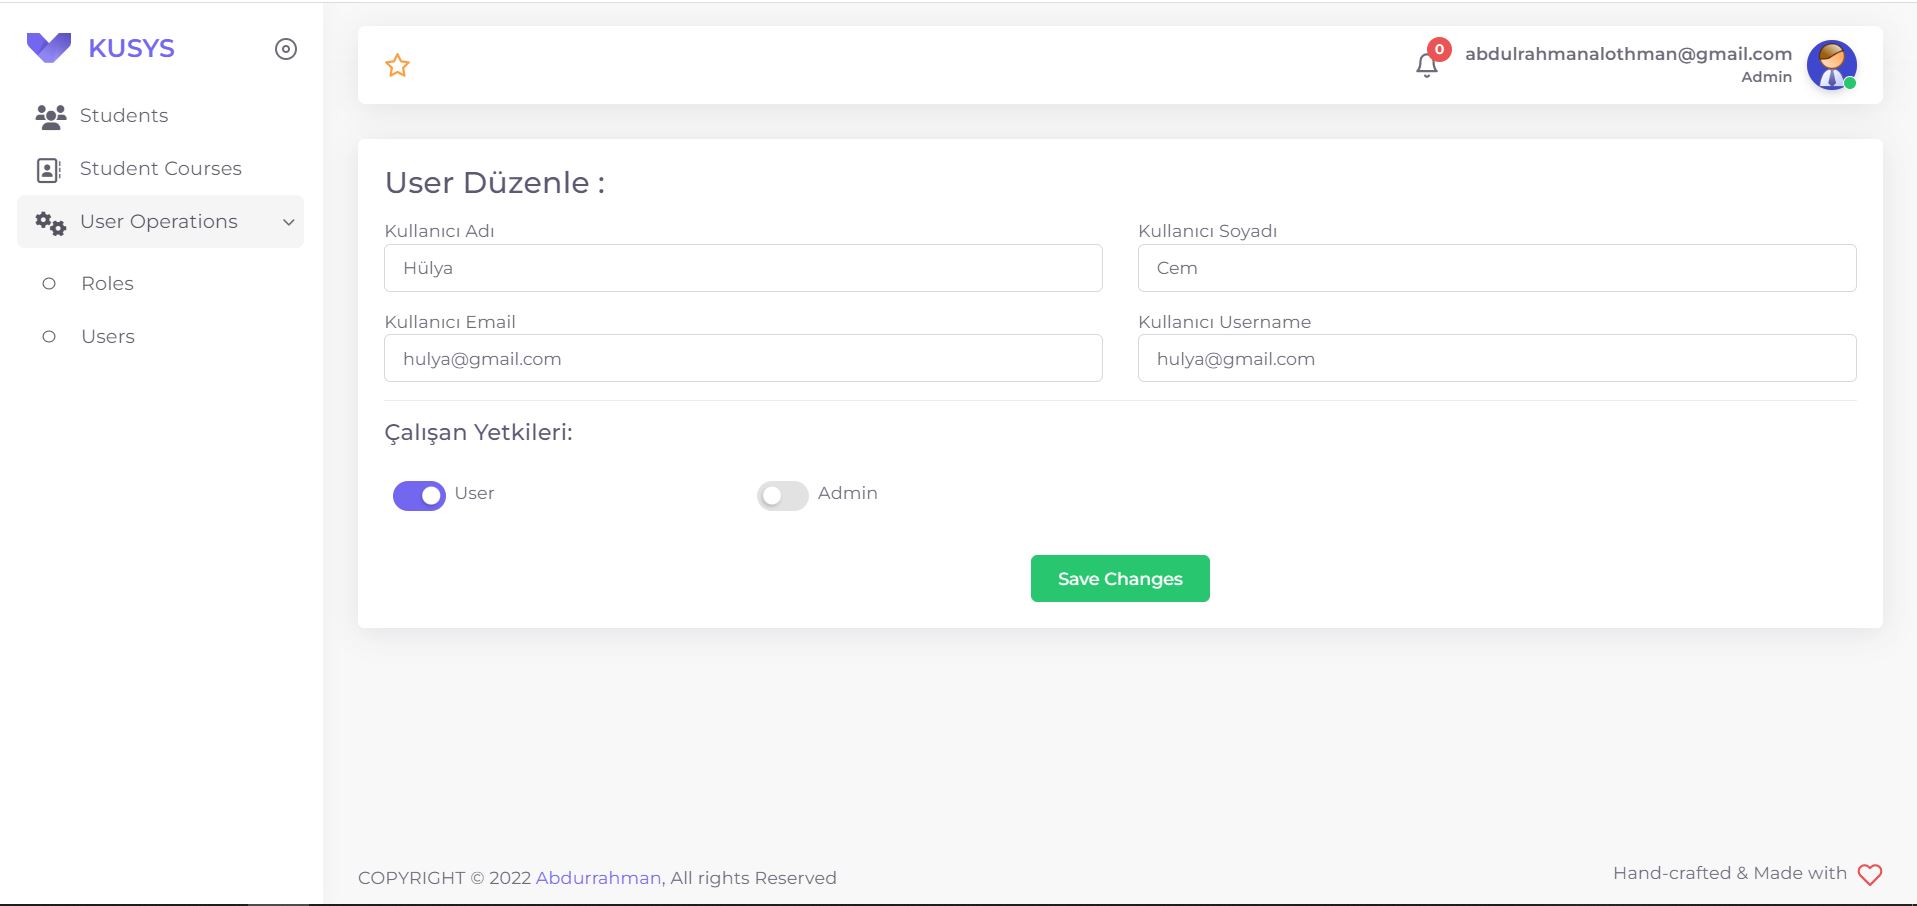 KUSYS
Students
Student Courses
User Operations
Roles
Users
0
abdulrahmanalothman@gmail.com
Admin
User Düzenle :
Kullanıcı Adı
Kullanıcı Soyadı
Hülya
Cem
Kullanıcı Email
Kullanıcı Username
hulya@gmail.com
hulya@gmail.com
Çalışan Yetkileri:
User
Admin
Save Changes
COPYRIGHT © 2022 Abdurrahman, All rights Reserved
Hand-crafted & Made with